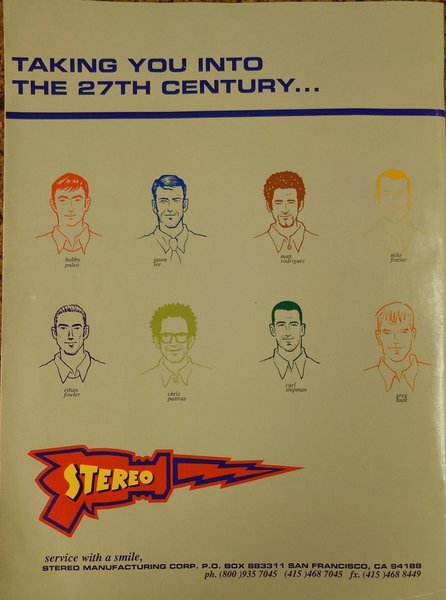 TAKING YOU INTO
THE 27TH CENTURY...
bobby
puleo
jason
lee
matt
rodriguez
mike
frazier
ethan
fowler
chris
pastras
carl
shipman
greg
hunt
STEREO
service with a smile,
STEREO MANUFACTURING CORP. P.O. BOX 883311 SAN FRANCISCO, CA 94188
ph. (800 )935 7045 (415 )468 7045 fx. (415 )468 8449